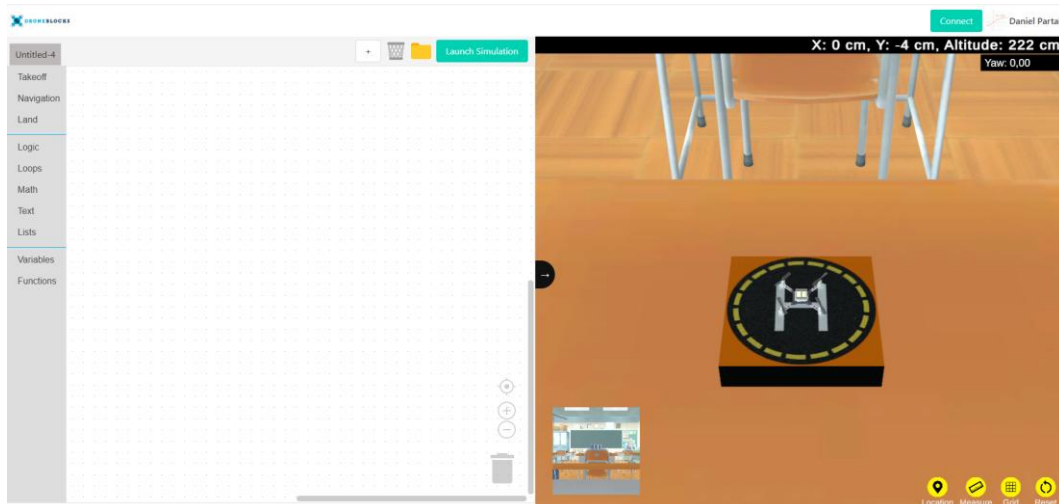 DRONEBLOCKS
Connect
Daniel Parta
Untitled-4
+
Launch Simulation
X: 0 cm, Y: -4 cm, Altitude: 222 cm
Yaw: 0,00
Takeoff
Navigation
Land
Logic
Loops
Math
Text
Lists
Variables
Functions
H
Location
Measure
Grid
Reset